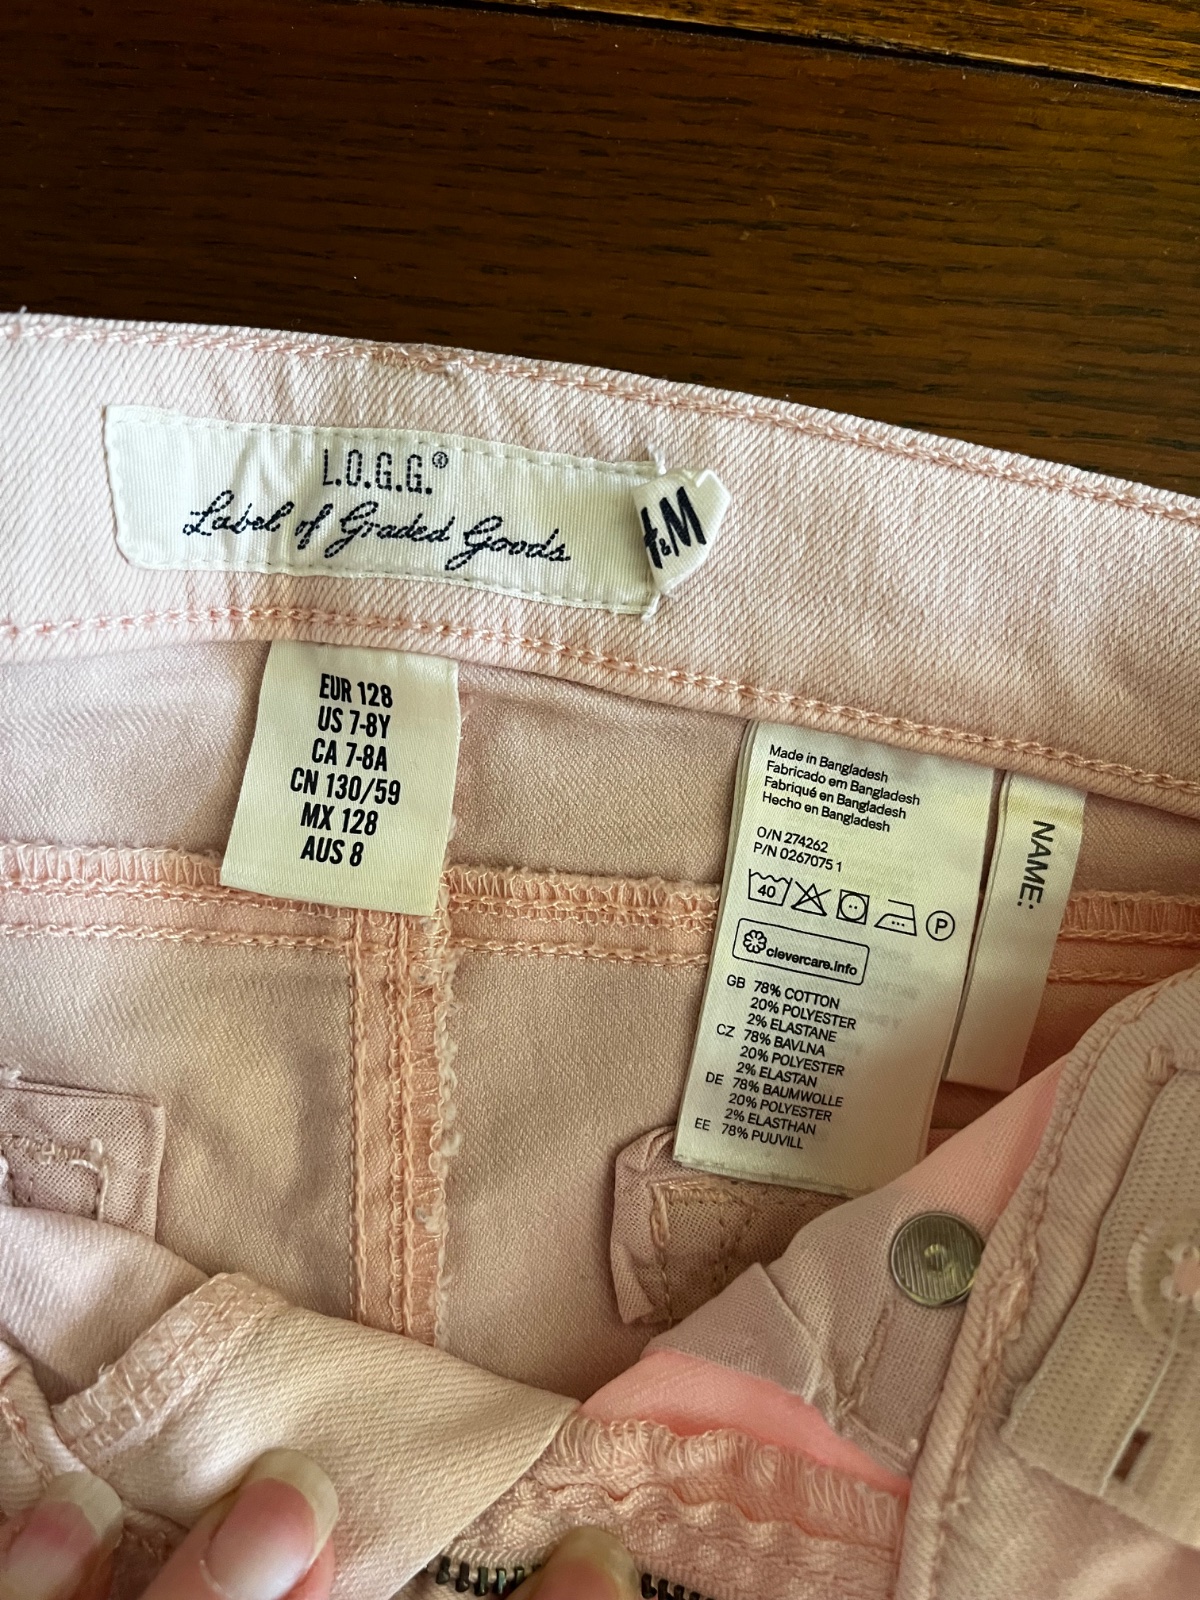 L.O.G.G.®
Label of Graded Goods
H&M
EUR 128
US 7-8Y
CA 7-8A
CN 130/59
MX 128
AUS 8
Made in Bangladesh
Fabricado em Bangladesh
Fabriqué en Bangladesh
Hecho en Bangladesh
O/N 274262
P/N 0267075 1
40
P
clevercare.info
GB 78% COTTON
20% POLYESTER
2% ELASTANE
CZ 78% BAVLNA
20% POLYESTER
2% ELASTAN
DE 78% BAUMWOLLE
20% POLYESTER
2% ELASTHAN
EE 78% PUUVILL
NAME: